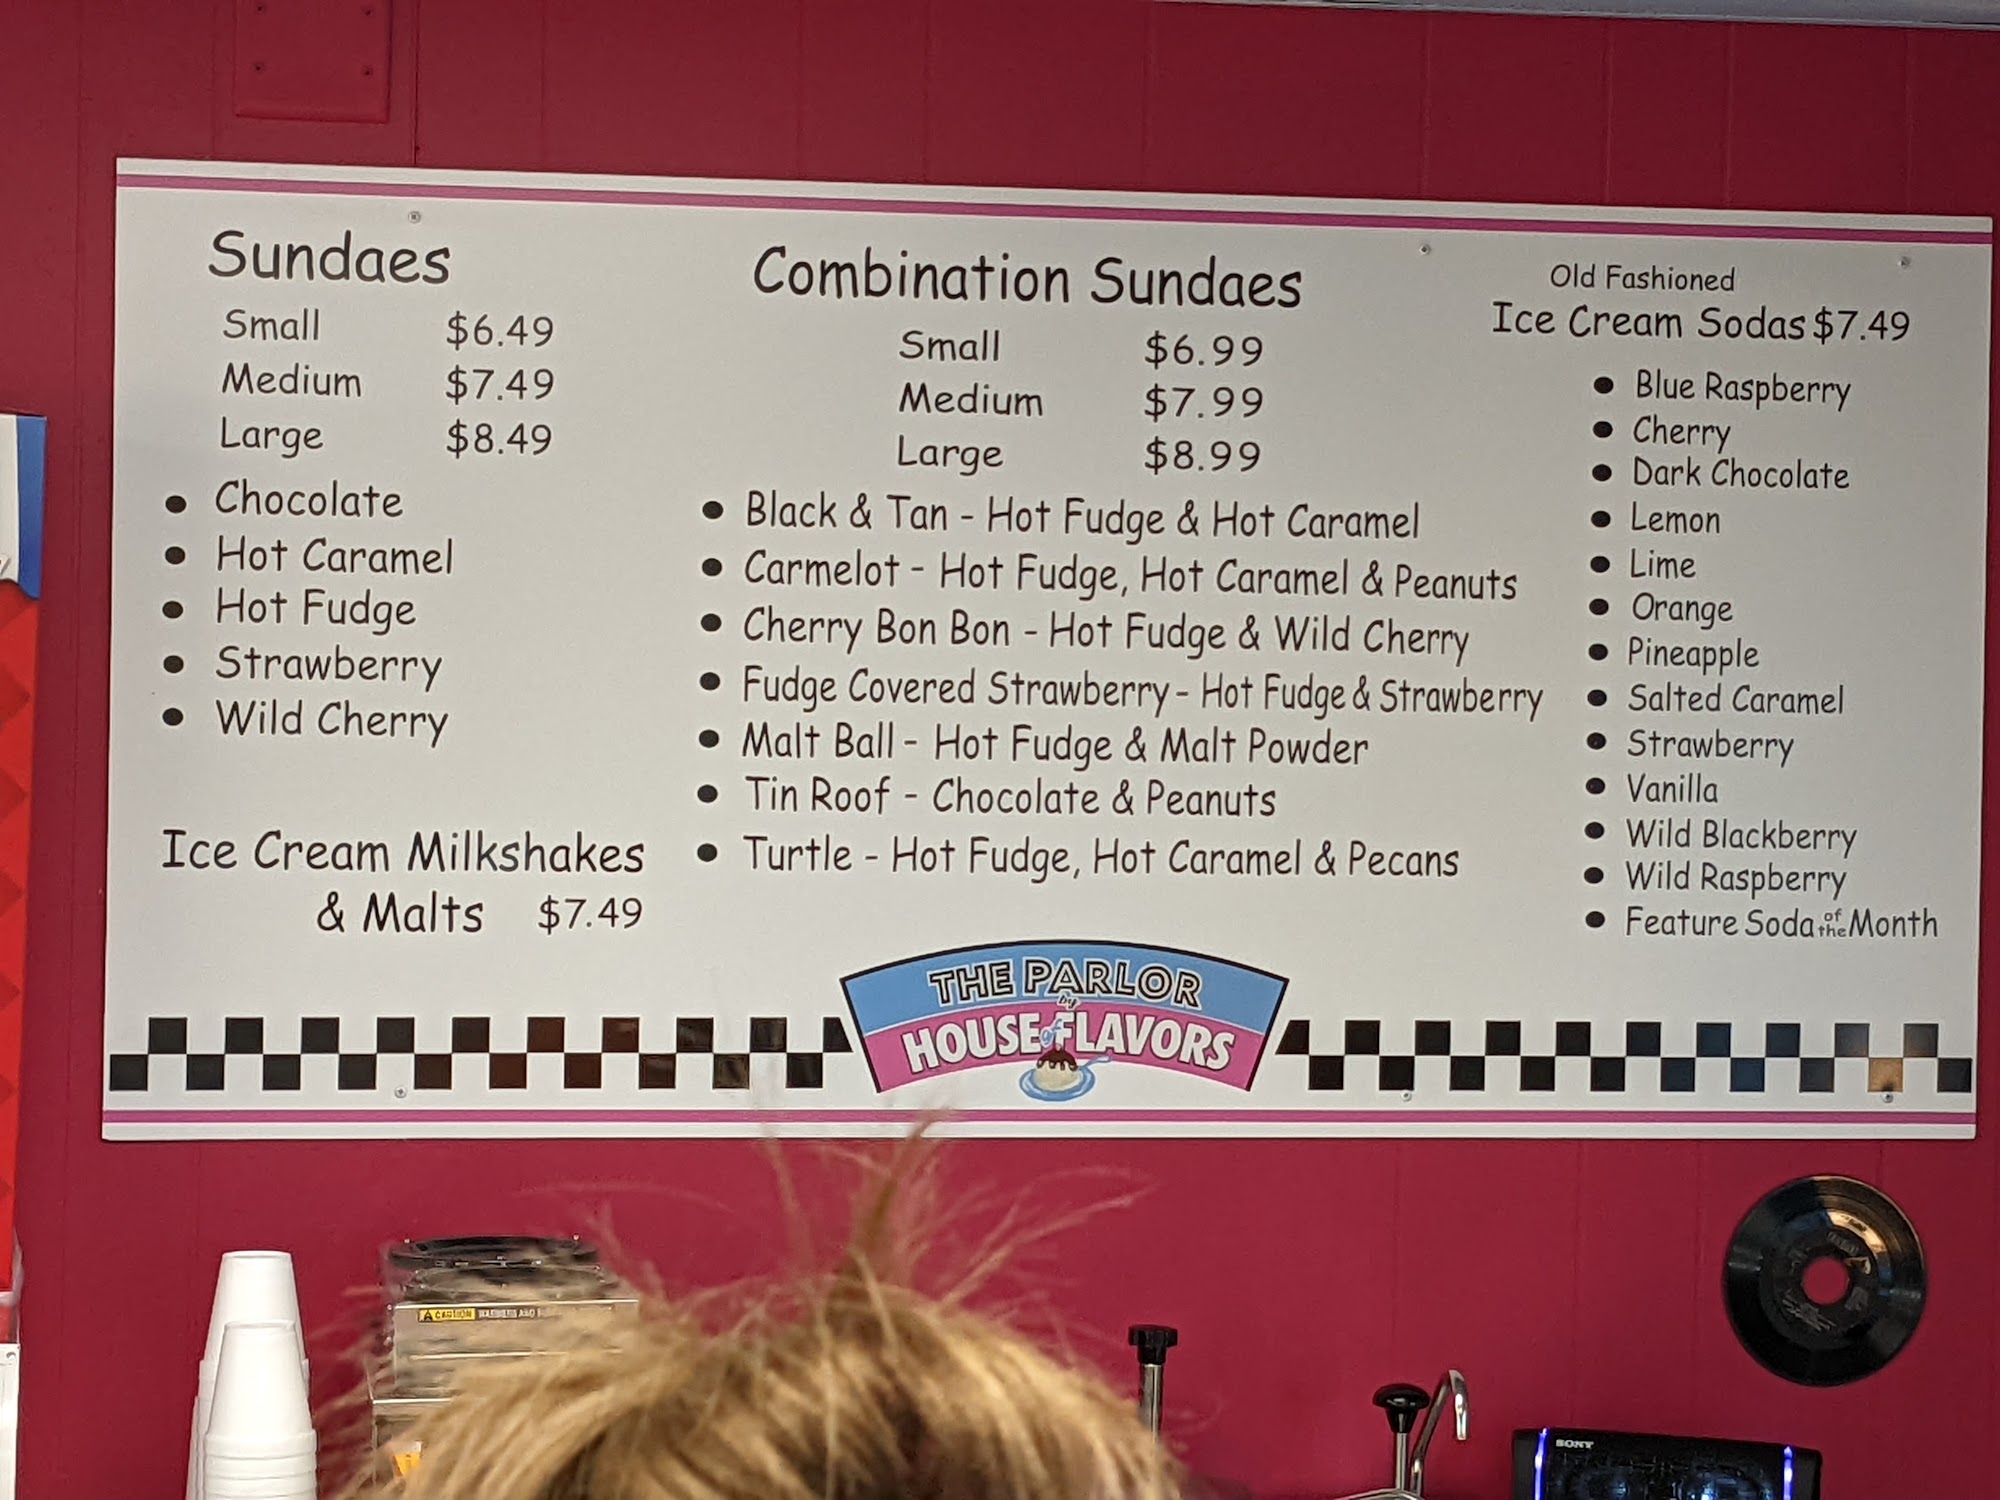 Sundaes
Small $6.49
Medium $7.49
Large $8.49
• Chocolate
• Hot Caramel
• Hot Fudge
• Strawberry
• Wild Cherry
Ice Cream Milkshakes
& Malts $7.49
Combination Sundaes
Small $6.99
Medium $7.99
Large $8.99
• Black & Tan - Hot Fudge & Hot Caramel
• Carmelot - Hot Fudge, Hot Caramel & Peanuts
• Cherry Bon Bon - Hot Fudge & Wild Cherry
• Fudge Covered Strawberry - Hot Fudge & Strawberry
• Malt Ball - Hot Fudge & Malt Powder
• Tin Roof - Chocolate & Peanuts
• Turtle - Hot Fudge, Hot Caramel & Pecans
Old Fashioned
Ice Cream Sodas $7.49
• Blue Raspberry
• Cherry
• Dark Chocolate
• Lemon
• Lime
• Orange
• Pineapple
• Salted Caramel
• Strawberry
• Vanilla
• Wild Blackberry
• Wild Raspberry
• Feature Soda of the Month
THE PARLOR
by
HOUSE of FLAVORS
CAUTION
SONY